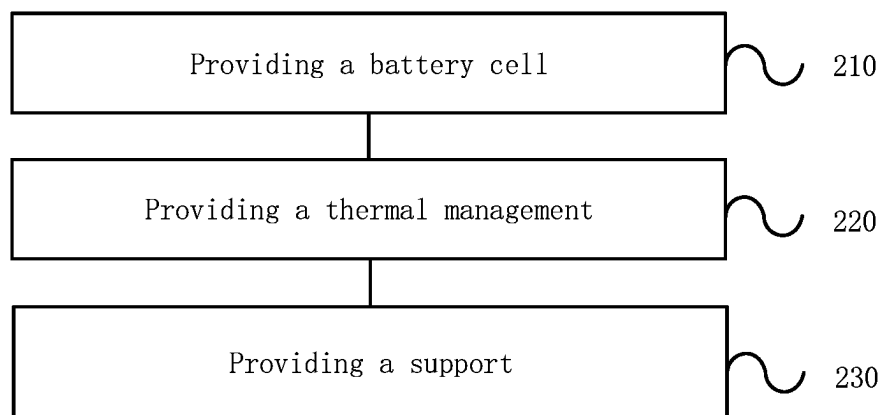 Providing a battery cell 210
Providing a thermal management 220
Providing a support 230